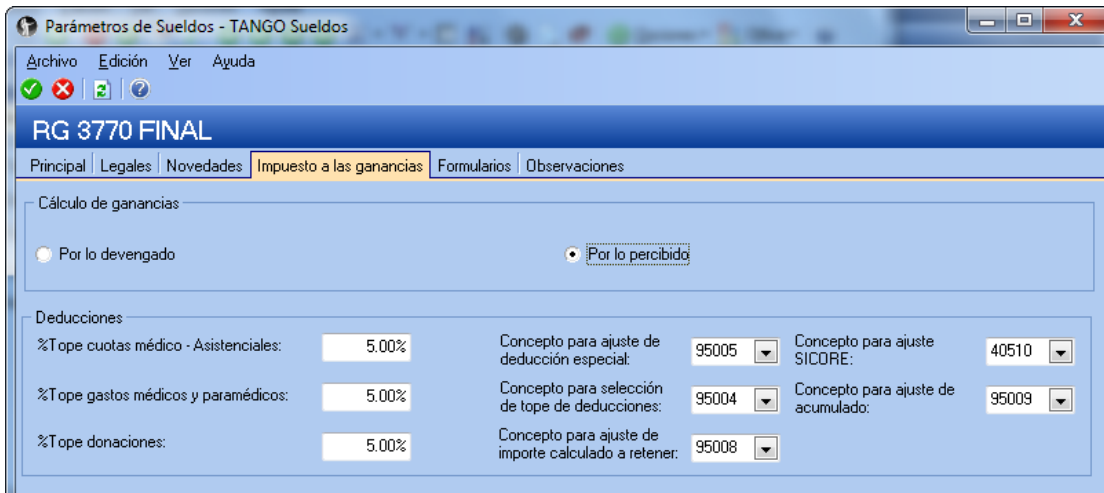 Parámetros de Sueldos - TANGO Sueldos
Archivo Edición Ver Ayuda
RG 3770 FINAL
Principal Legales Novedades Impuesto a las ganancias Formularios Observaciones
Cálculo de ganancias
Por lo devengado Por lo percibido
Deducciones
%Tope cuotas médico - Asistenciales: 5.00%
Concepto para ajuste de
deducción especial: 95005
Concepto para ajuste
SICORE: 40510
%Tope gastos médicos y paramédicos: 5.00%
Concepto para selección
de tope de deducciones: 95004
Concepto para ajuste de
acumulado: 95009
%Tope donaciones: 5.00%
Concepto para ajuste de
importe calculado a retener: 95008